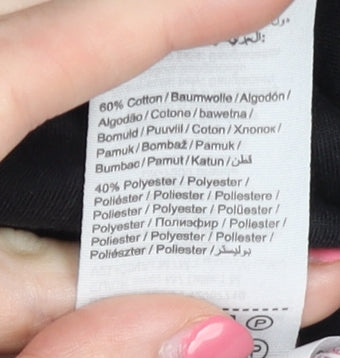 60% Cotton / Baumwolle / Algodón /
Algodão / Cotone / bawełna /
Bomuld / Puuvill / Coton / Хлопок /
Pamuk / Bombaž / Pamuk /
Bumbac / Pamut / Katun / قطن
40% Polyester / Polyester /
Poliéster / Poliester / Poliestere /
Poliester / Polyester / Polüester /
Polyester / Полиэфир / Poliester /
Poliester / Polyester / Poliester /
Poliészter / Poliester / بوليستر
P
P